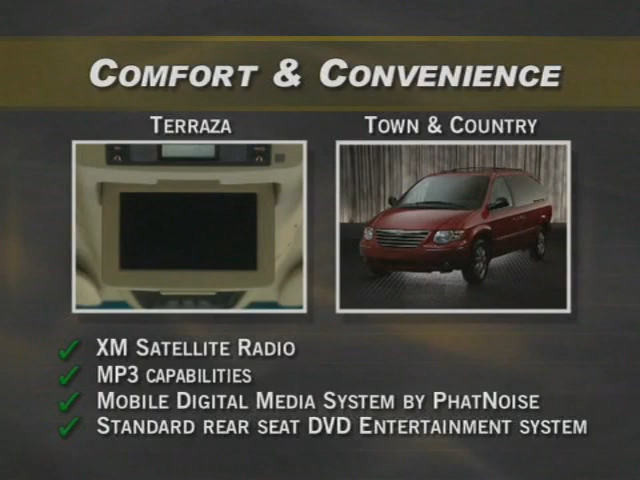 COMFORT & CONVENIENCE
TERRAZA
TOWN & COUNTRY
XM SATELLITE RADIO
MP3 CAPABILITIES
MOBILE DIGITAL MEDIA SYSTEM BY PHATNOISE
STANDARD REAR SEAT DVD ENTERTAINMENT SYSTEM